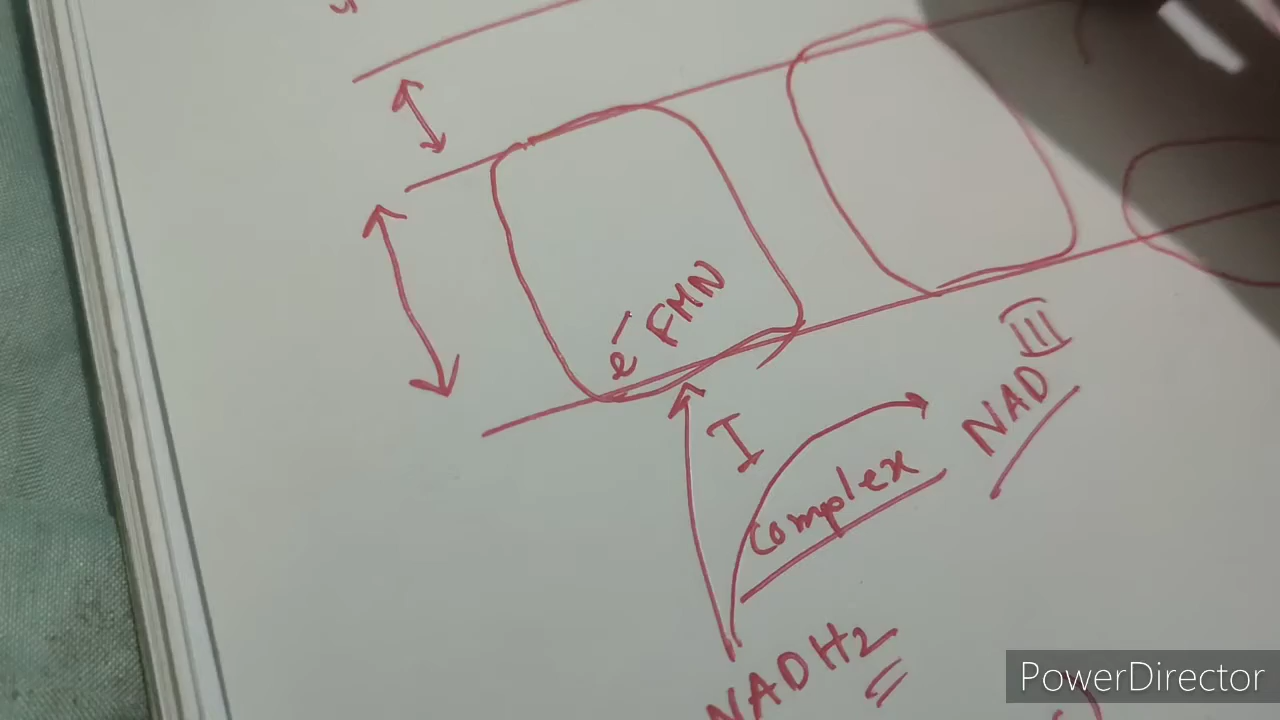 e⁻ FMN
III
I
NAD
Complex
NADH2
PowerDirector